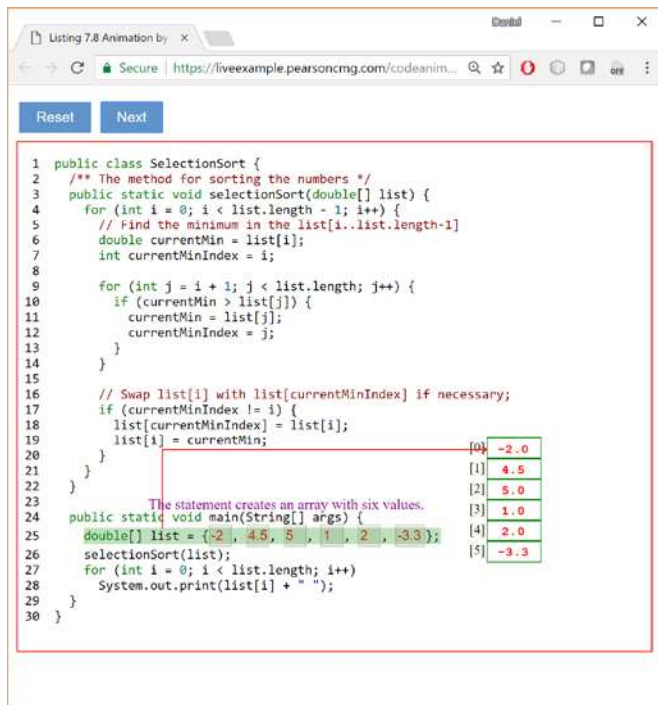 Daniel
Listing 7.8 Animation by
Secure | https://liveexample.pearsoncmg.com/codeanim...
OFF
Reset Next
1 public class SelectionSort {
2 /** The method for sorting the numbers */
3 public static void selectionSort(double[] list) {
4 for (int i = 0; i < list.length - 1; i++) {
5 // Find the minimum in the list[i..list.length-1]
6 double currentMin = list[i];
7 int currentMinIndex = i;
8
9 for (int j = i + 1; j < list.length; j++) {
10 if (currentMin > list[j]) {
11 currentMin = list[j];
12 currentMinIndex = j;
13 }
14 }
15
16 // Swap list[i] with list[currentMinIndex] if necessary;
17 if (currentMinIndex != i) {
18 list[currentMinIndex] = list[i];
19 list[i] = currentMin;
20 }
21 }
22 }
23
The statement creates an array with six values.
24 public static void main(String[] args) {
25 double[] list = {-2 , 4.5, 5 , 1 , 2 , -3.3 };
26 selectionSort(list);
27 for (int i = 0; i < list.length; i++)
28 System.out.print(list[i] + " ");
29 }
30 }
[0] -2.0
[1] 4.5
[2] 5.0
[3] 1.0
[4] 2.0
[5] -3.3